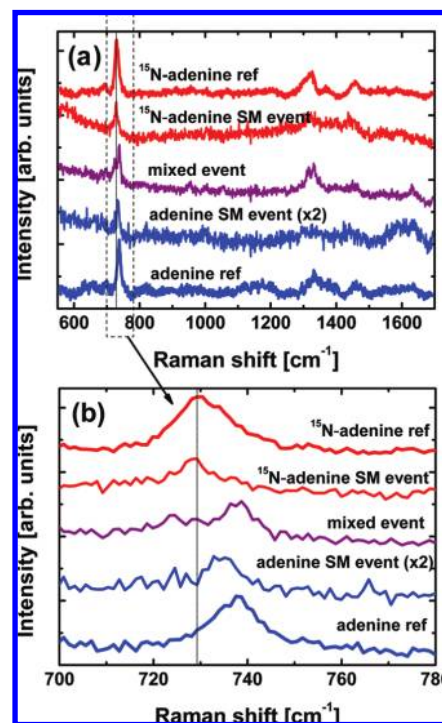 (a)
¹⁵N-adenine ref
¹⁵N-adenine SM event
mixed event
adenine SM event (x2)
adenine ref
Intensity [arb. units]
600 800 1000 1200 1400 1600
Raman shift [cm⁻¹]
(b)
¹⁵N-adenine ref
¹⁵N-adenine SM event
mixed event
adenine SM event (x2)
adenine ref
Intensity [arb. units]
700 720 740 760 780
Raman shift [cm⁻¹]